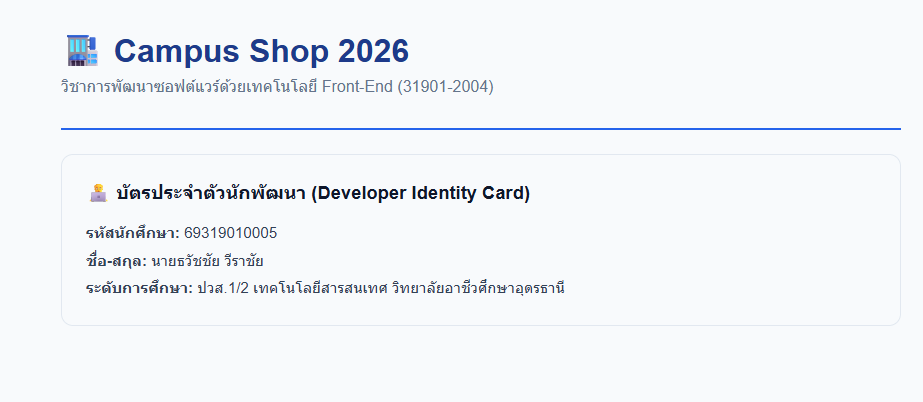 Campus Shop 2026
วิชาการพัฒนาซอฟต์แวร์ด้วยเทคโนโลยี Front-End (31901-2004)
บัตรประจำตัวนักพัฒนา (Developer Identity Card)
รหัสนักศึกษา: 69319010005
ชื่อ-สกุล: นายธวัชชัย วีราชัย
ระดับการศึกษา: ปวส.1/2 เทคโนโลยีสารสนเทศ วิทยาลัยอาชีวศึกษาอุดรธานี